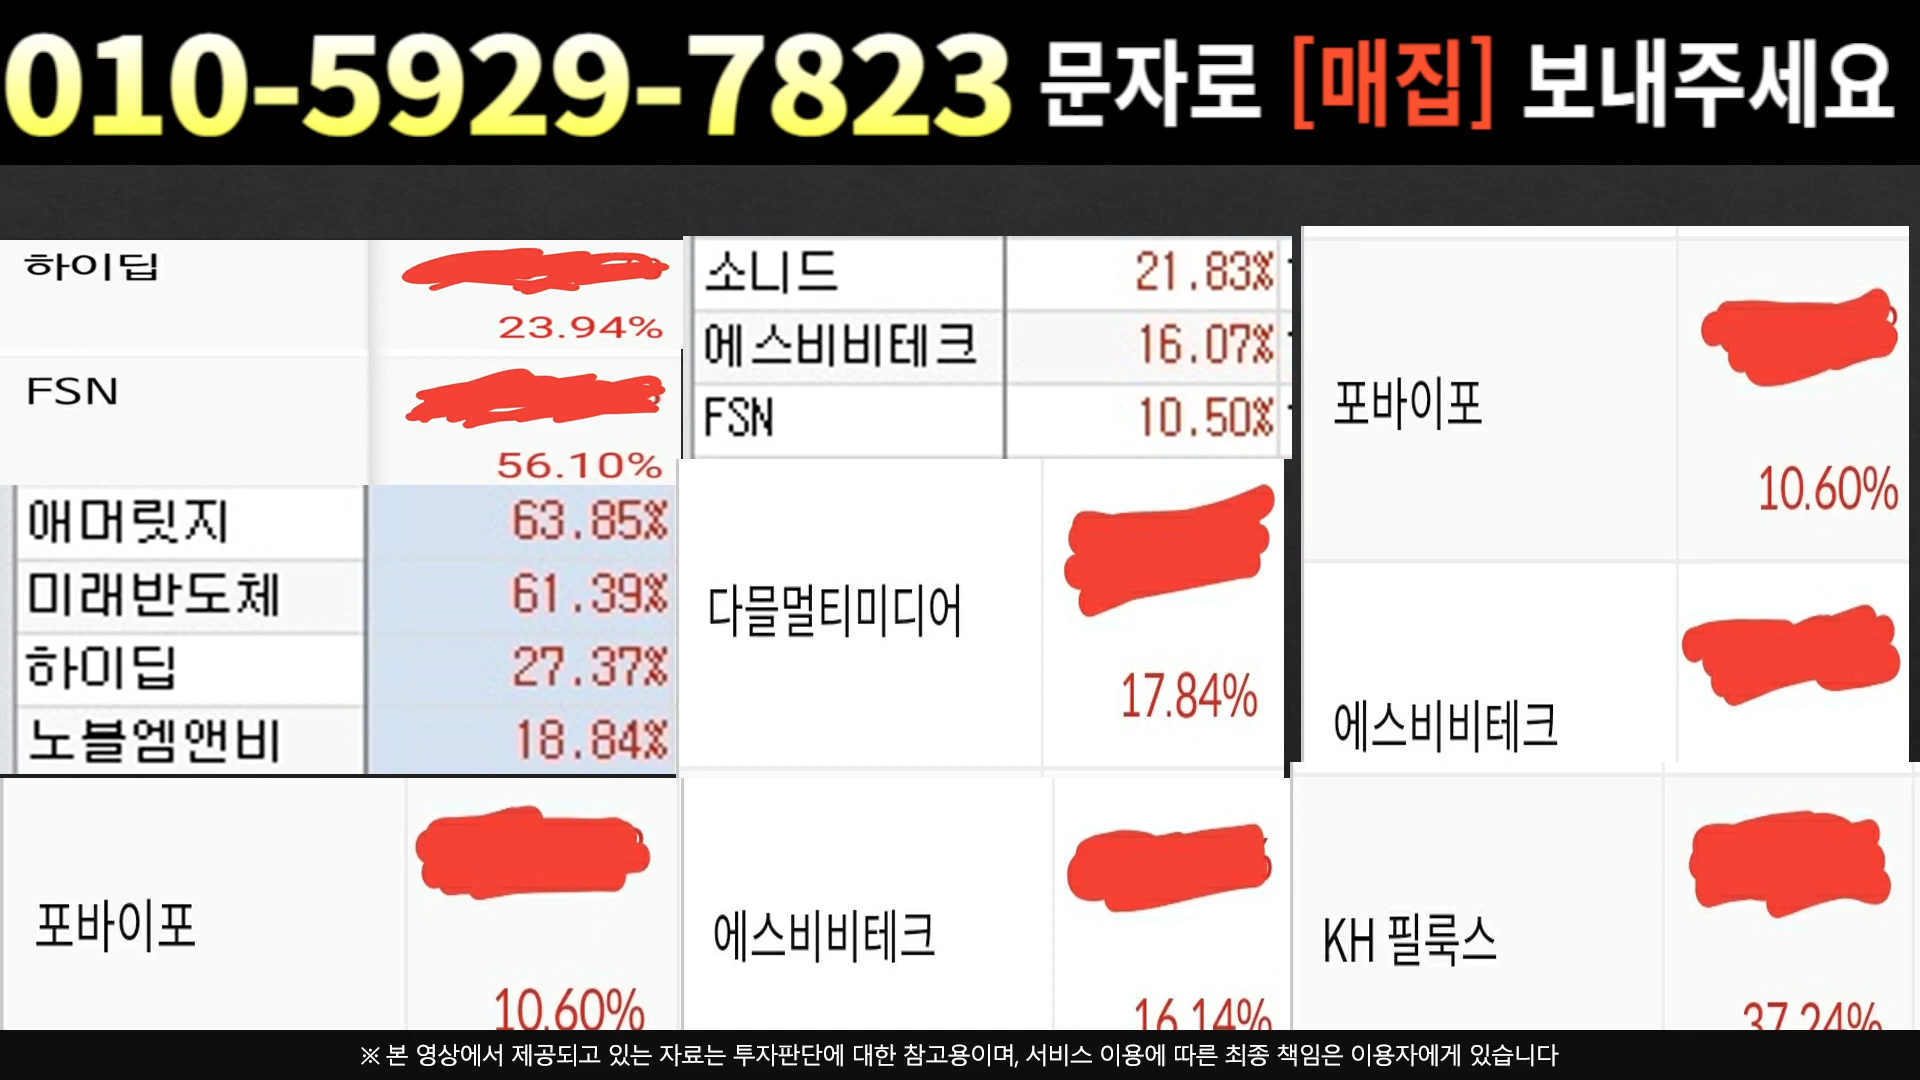 010-5929-7823 문자로 [매집] 보내주세요
하이딥
23.94%
FSN
56.10%
애머릿지 63.85%
미래반도체 61.39%
하이딥 27.37%
노블엠앤비 18.84%
소니드 21.83%
에스비비테크 16.07%
FSN 10.50%
다믈멀티미디어
17.84%
포바이포
10.60%
에스비비테크
포바이포
10.60%
에스비비테크
16.14%
KH 필룩스
37.24%
※ 본 영상에서 제공되고 있는 자료는 투자판단에 대한 참고용이며, 서비스 이용에 따른 최종 책임은 이용자에게 있습니다